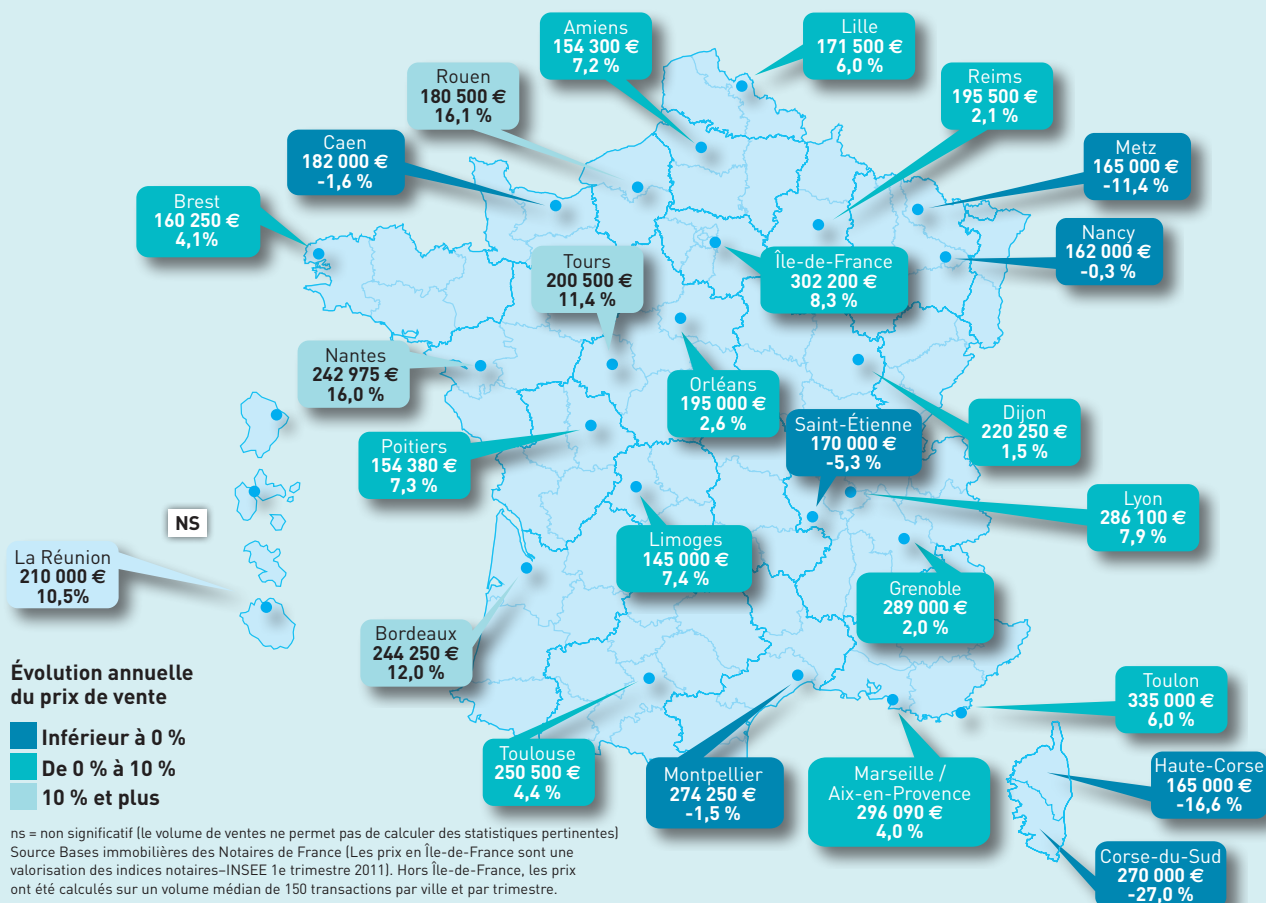 Amiens
154 300 €
7,2 %
Lille
171 500 €
6,0 %
Rouen
180 500 €
16,1 %
Reims
195 500 €
2,1 %
Caen
182 000 €
-1,6 %
Metz
165 000 €
-11,4 %
Brest
160 250 €
4,1%
Nancy
162 000 €
-0,3 %
Tours
200 500 €
11,4 %
Île-de-France
302 200 €
8,3 %
Nantes
242 975 €
16,0 %
Orléans
195 000 €
2,6 %
Dijon
220 250 €
1,5 %
Saint-Étienne
170 000 €
-5,3 %
Poitiers
154 380 €
7,3 %
Lyon
286 100 €
7,9 %
NS
Limoges
145 000 €
7,4 %
La Réunion
210 000 €
10,5%
Grenoble
289 000 €
2,0 %
Bordeaux
244 250 €
12,0 %
Toulon
335 000 €
6,0 %
Toulouse
250 500 €
4,4 %
Montpellier
274 250 €
-1,5 %
Marseille /
Aix-en-Provence
296 090 €
4,0 %
Haute-Corse
165 000 €
-16,6 %
Corse-du-Sud
270 000 €
-27,0 %
Évolution annuelle
du prix de vente
Inférieur à 0 %
De 0 % à 10 %
10 % et plus
ns = non significatif (le volume de ventes ne permet pas de calculer des statistiques pertinentes)
Source Bases immobilières des Notaires de France (Les prix en Île-de-France sont une
valorisation des indices notaires–INSEE 1e trimestre 2011). Hors Île-de-France, les prix
ont été calculés sur un volume médian de 150 transactions par ville et par trimestre.